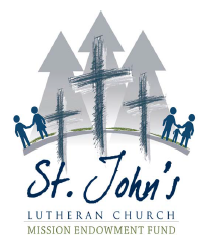 St. John's
LUTHERAN CHURCH
MISSION ENDOWMENT FUND